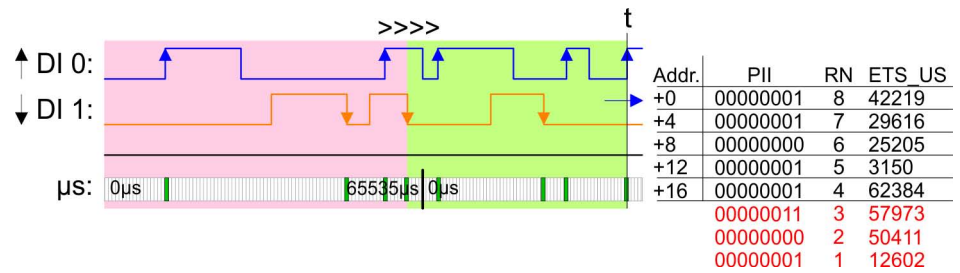 >>>> t
↑ DI 0:
↓ DI 1:
µs: 0µs 65535µs 0µs
Addr. PII RN ETS_US
+0 00000001 8 42219
+4 00000001 7 29616
+8 00000000 6 25205
+12 00000001 5 3150
+16 00000001 4 62384
00000011 3 57973
00000000 2 50411
00000001 1 12602